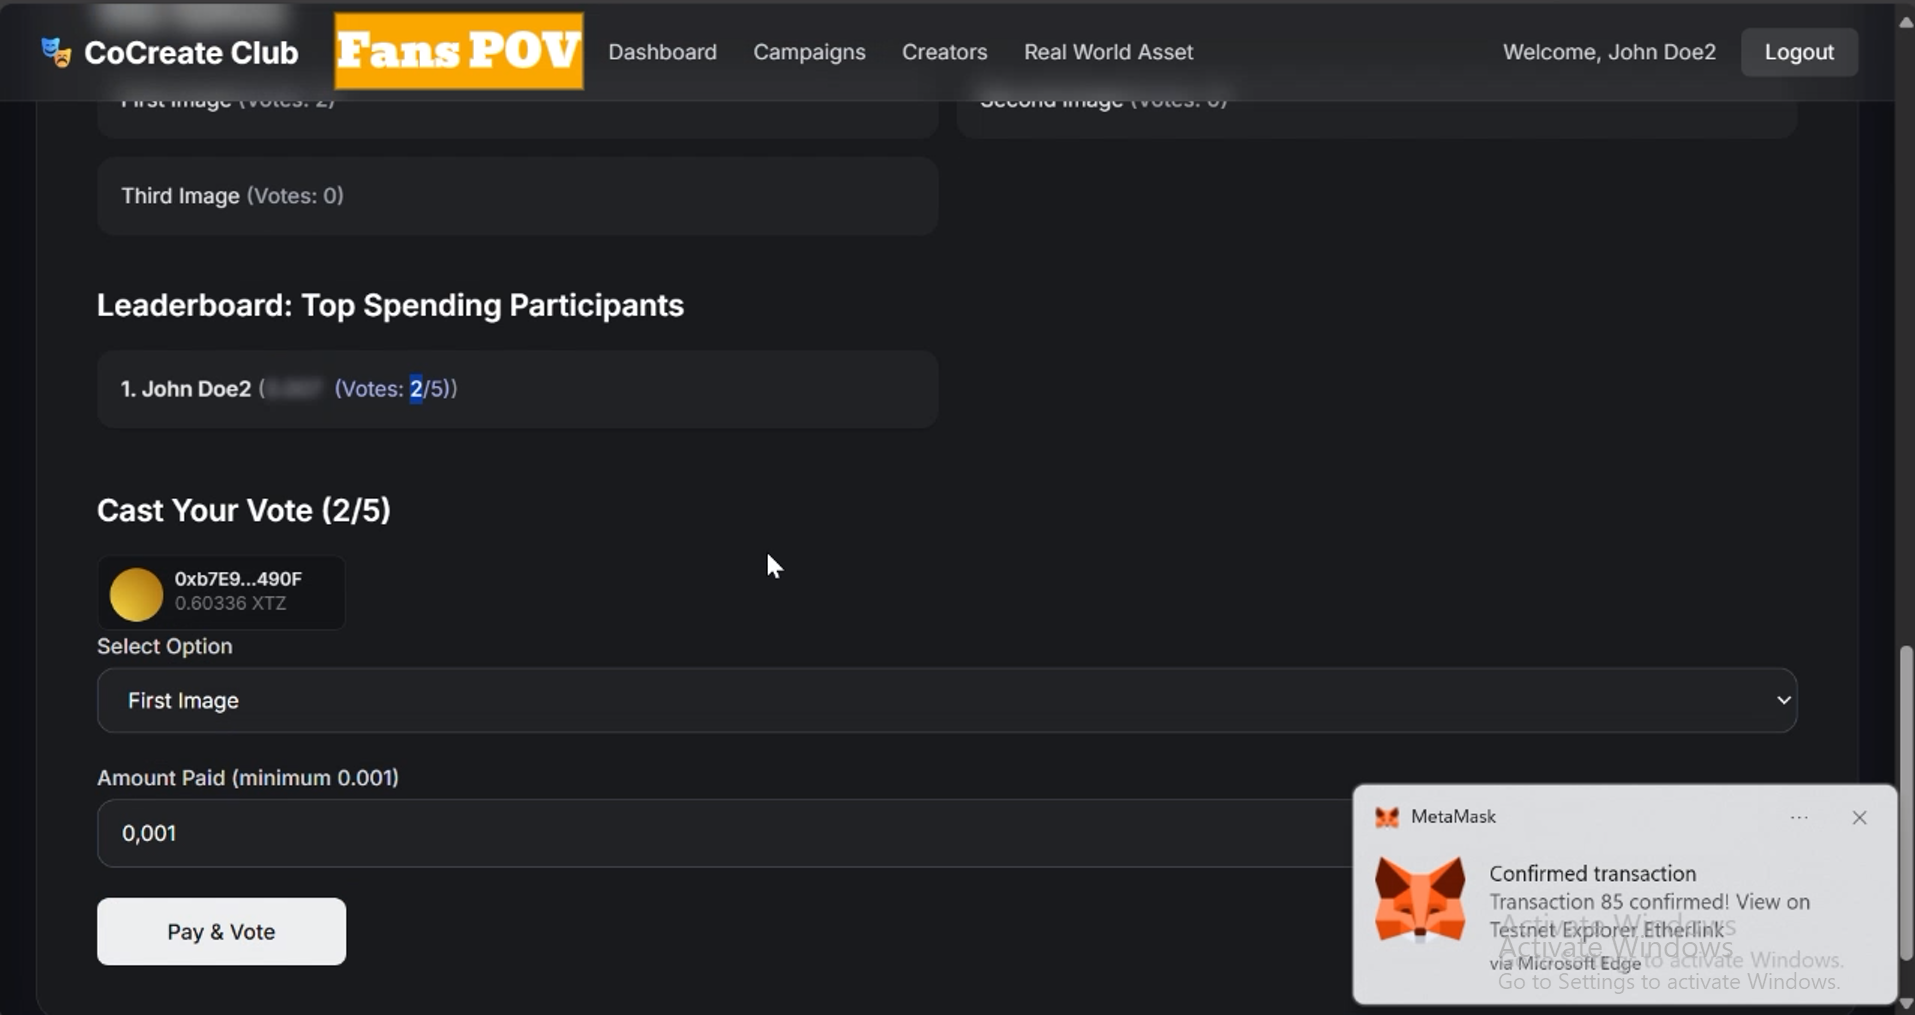 CoCreate Club
Fans POV
Dashboard
Campaigns
Creators
Real World Asset
Welcome, John Doe2
Logout
First Image (Votes: 2)
Second Image (Votes: 0)
Third Image (Votes: 0)
Leaderboard: Top Spending Participants
1. John Doe2 ( (Votes: 2/5))
Cast Your Vote (2/5)
0xb7E9...490F
0.60336 XTZ
Select Option
First Image
Amount Paid (minimum 0.001)
0,001
Pay & Vote
MetaMask
Confirmed transaction
Transaction 85 confirmed! View on
Testnet Explorer Etherlink
via Microsoft Edge
Activate Windows
Go to Settings to activate Windows.